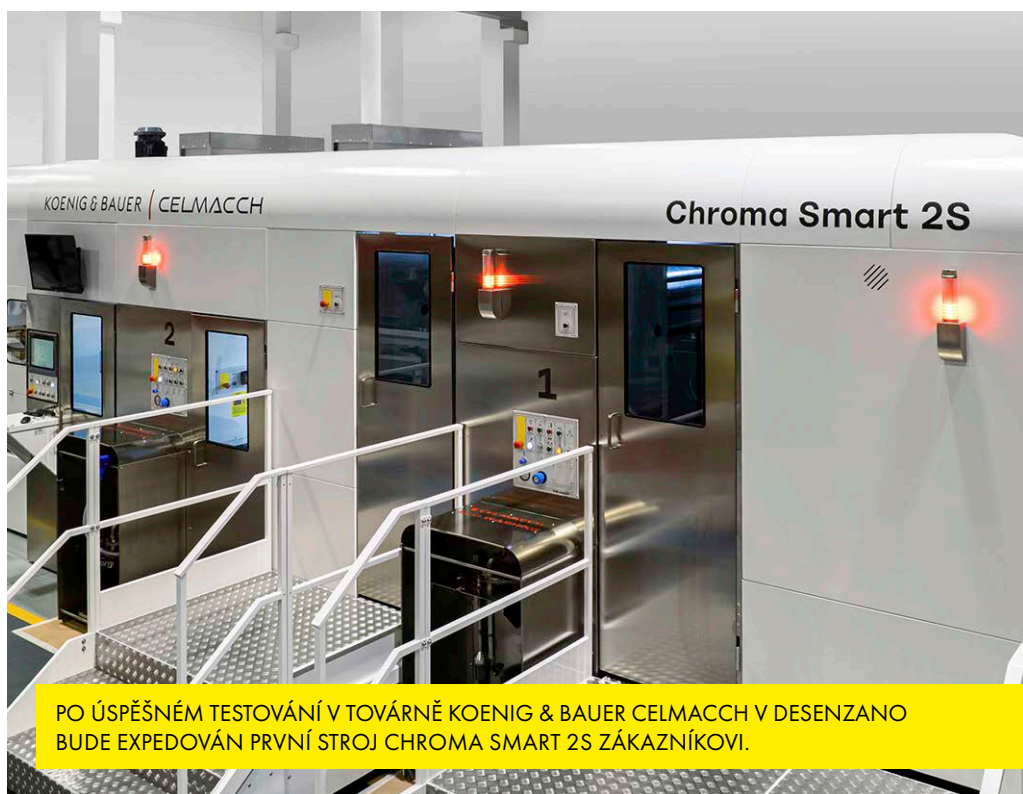 KOENIG & BAUER | CELMACCH
Chroma Smart 2S
2
1
PO ÚSPĚŠNÉM TESTOVÁNÍ V TOVÁRNĚ KOENIG & BAUER CELMACCH V DESENZANO
BUDE EXPEDOVÁN PRVNÍ STROJ CHROMA SMART 2S ZÁKAZNÍKOVI.